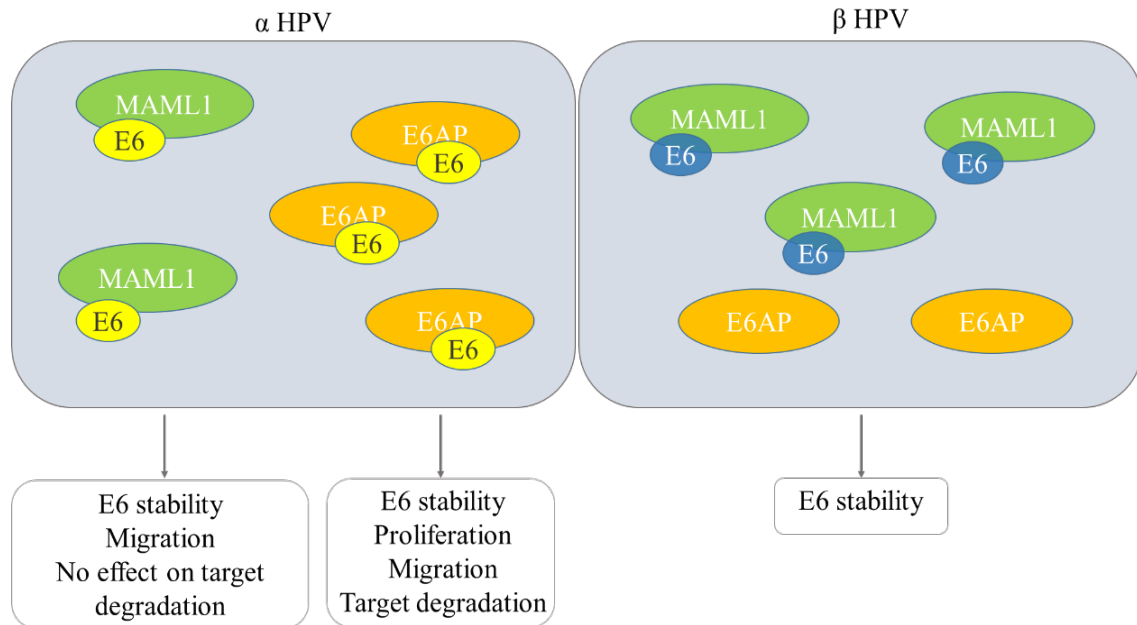 α HPV
MAML1
E6
E6AP
E6
E6AP
E6
MAML1
E6
E6AP
E6
β HPV
MAML1
E6
MAML1
E6
MAML1
E6
E6AP
E6AP
E6 stability
Migration
No effect on target
degradation
E6 stability
Proliferation
Migration
Target degradation
E6 stability